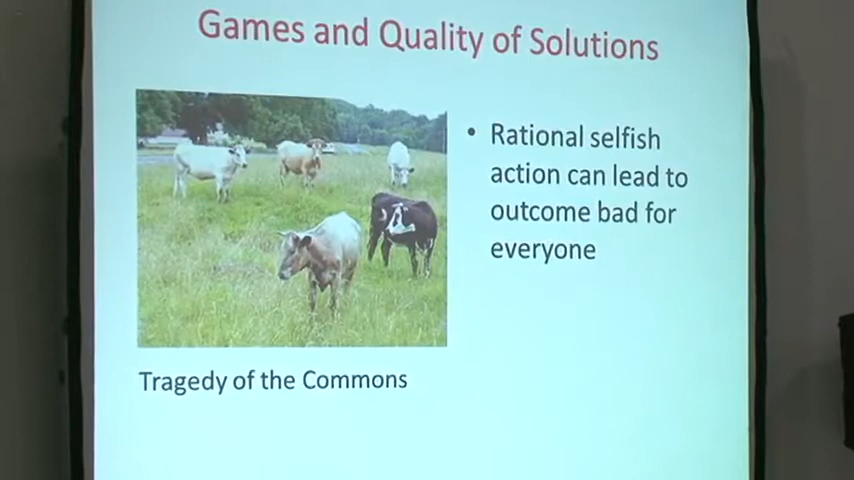 Games and Quality of Solutions
• Rational selfish
action can lead to
outcome bad for
everyone
Tragedy of the Commons